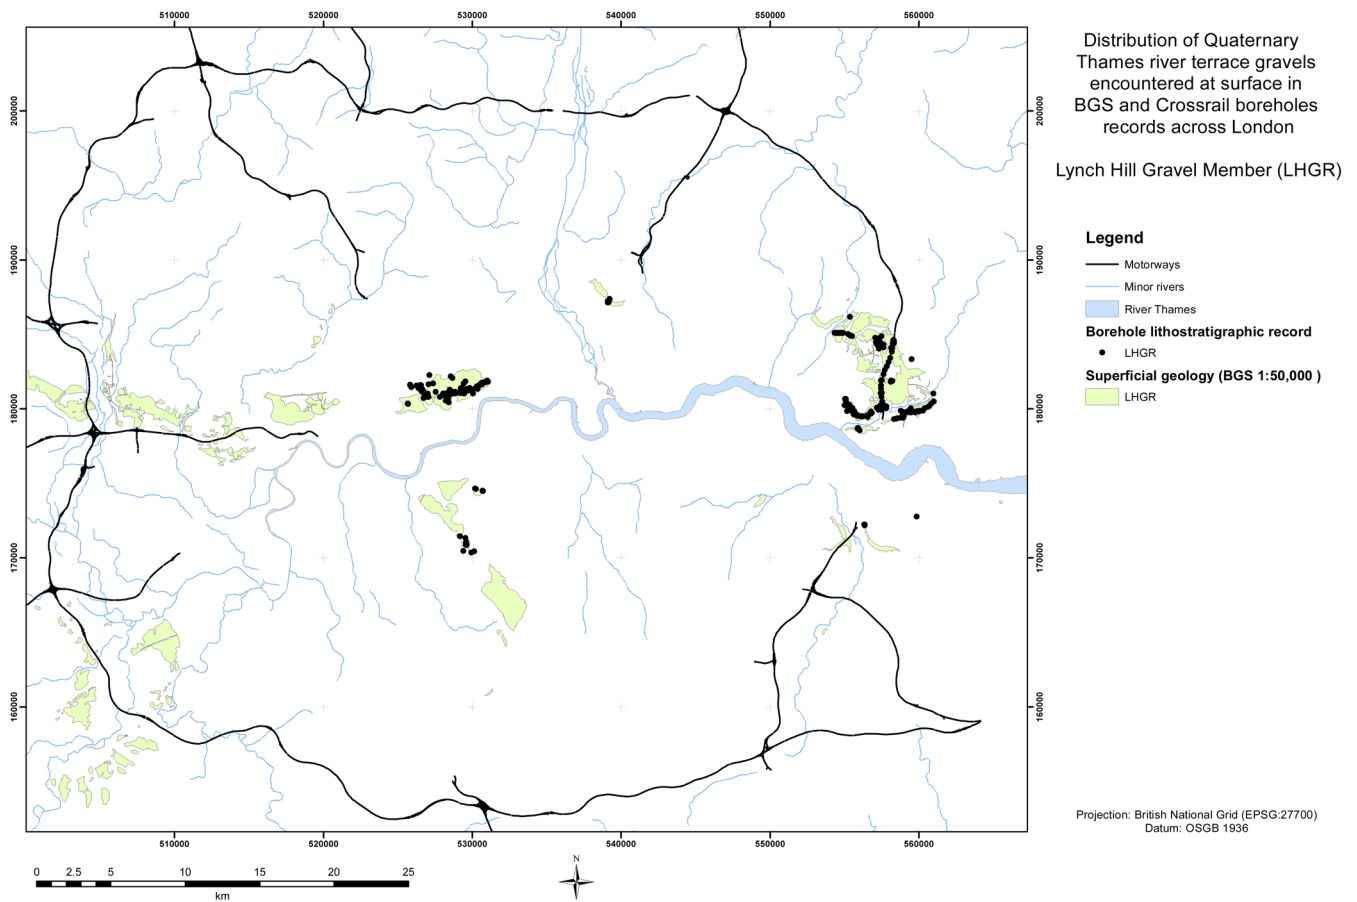 510000 520000 530000 540000 550000 560000
200000
190000
180000
170000
160000
200000
190000
180000
170000
160000
510000 520000 530000 540000 550000 560000
0 2.5 5 10 15 20 25
km
N
Distribution of Quaternary
Thames river terrace gravels
encountered at surface in
BGS and Crossrail boreholes
records across London
Lynch Hill Gravel Member (LHGR)
Legend
Motorways
Minor rivers
River Thames
Borehole lithostratigraphic record
LHGR
Superficial geology (BGS 1:50,000 )
LHGR
Projection: British National Grid (EPSG:27700)
Datum: OSGB 1936